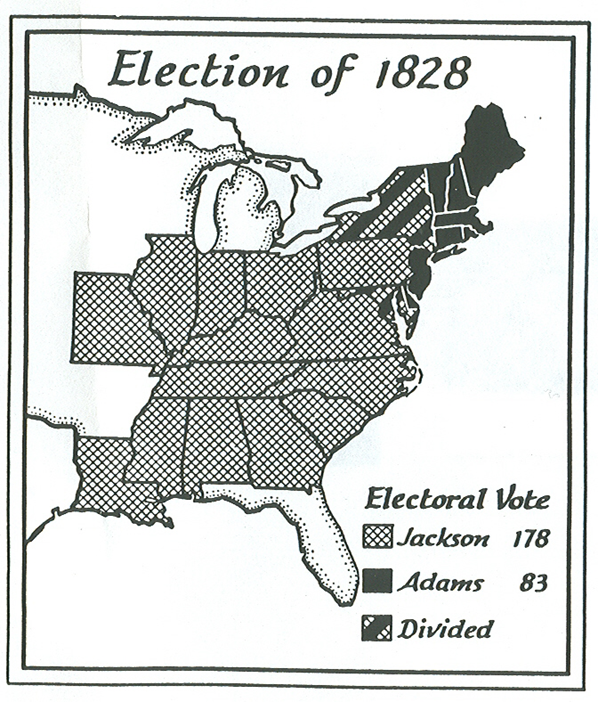 Election of 1828
Electoral Vote
Jackson 178
Adams 83
Divided